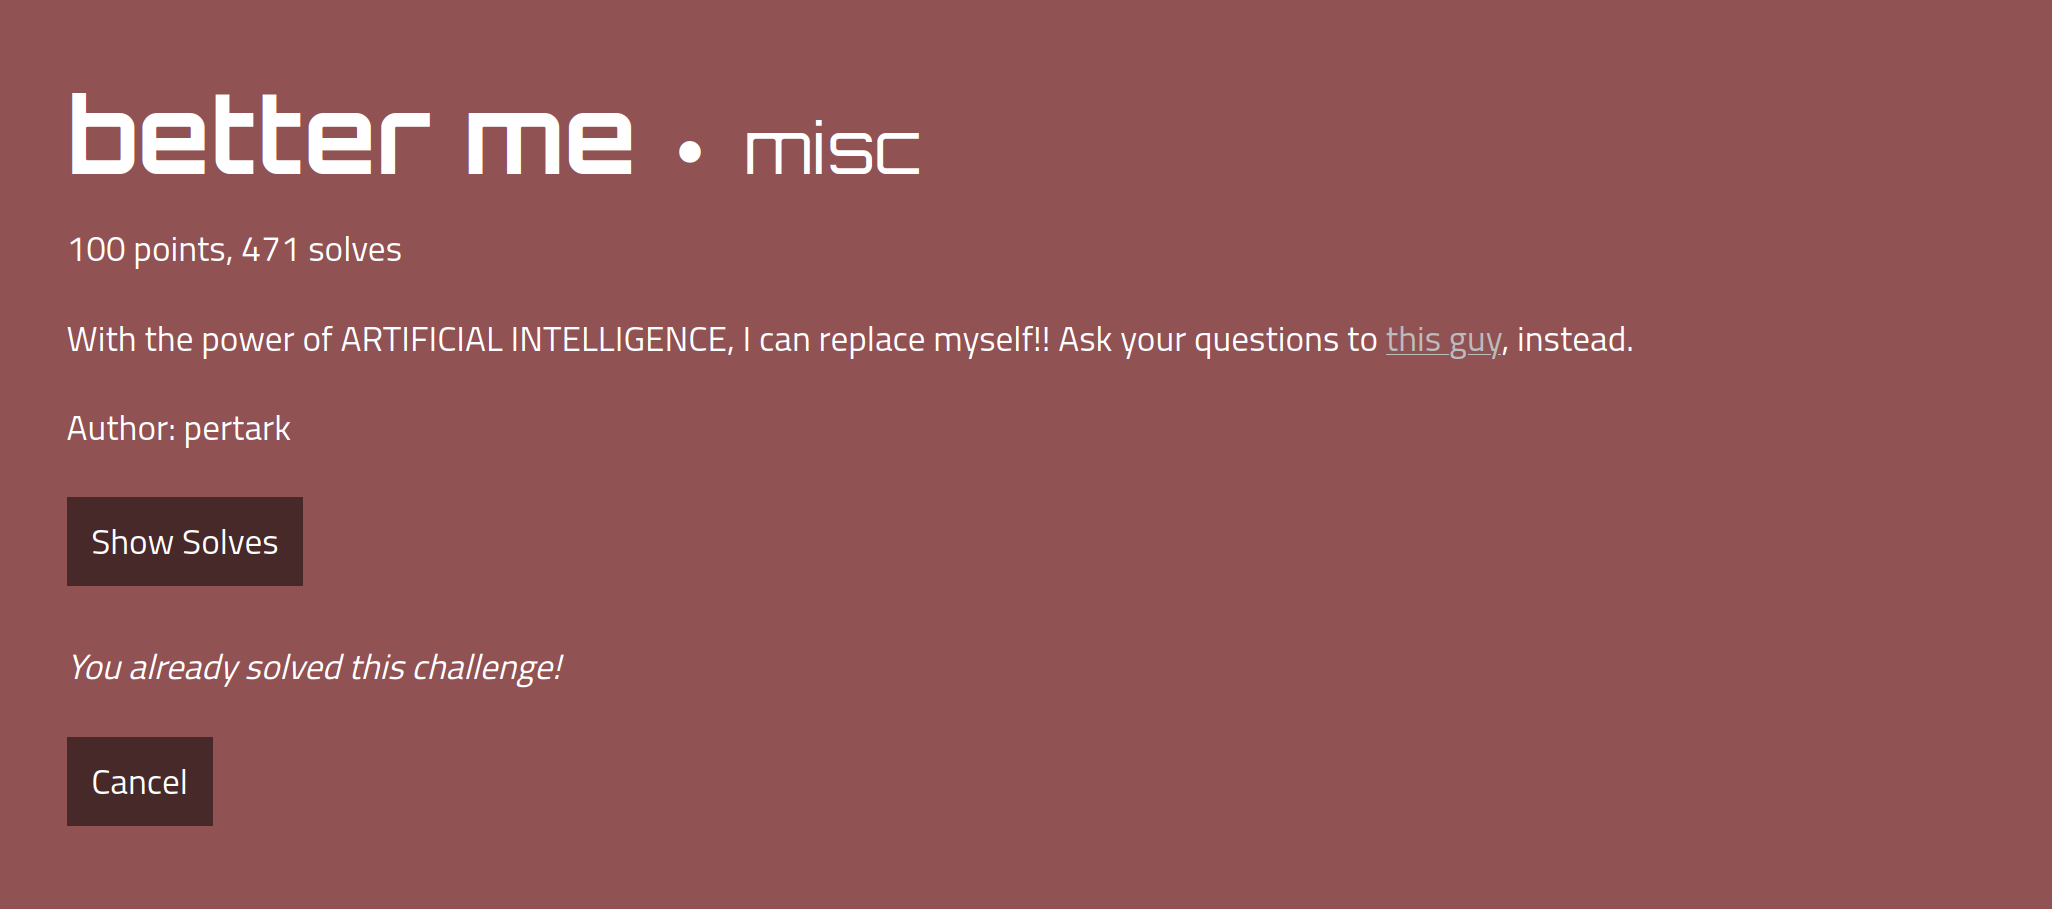 better me • misc
100 points, 471 solves
With the power of ARTIFICIAL INTELLIGENCE, I can replace myself!! Ask your questions to this guy, instead.
Author: pertark
Show Solves
You already solved this challenge!
Cancel